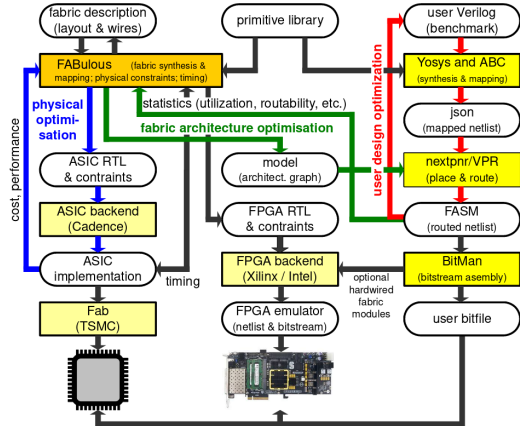 fabric description
(layout & wires)
primitive library
user Verilog
(benchmark)
FABulous (fabric synthesis &
mapping; physical constraints; timing)
Yosys and ABC
(synthesis & mapping)
physical
optimi-
sation
statistics (utilization, routability, etc.)
fabric architecture optimisation
user design optimization
json
(mapped netlist)
cost, performance
ASIC RTL
& contraints
model
(architect. graph)
nextpnr/VPR
(place & route)
ASIC backend
(Cadence)
FPGA RTL
& contraints
FASM
(routed netlist)
ASIC
implementation
timing
FPGA backend
(Xilinx / Intel)
optional
hardwired
fabric
modules
BitMan
(bitstream asembly)
Fab
(TSMC)
FPGA emulator
(netlist & bitstream)
user bitfile